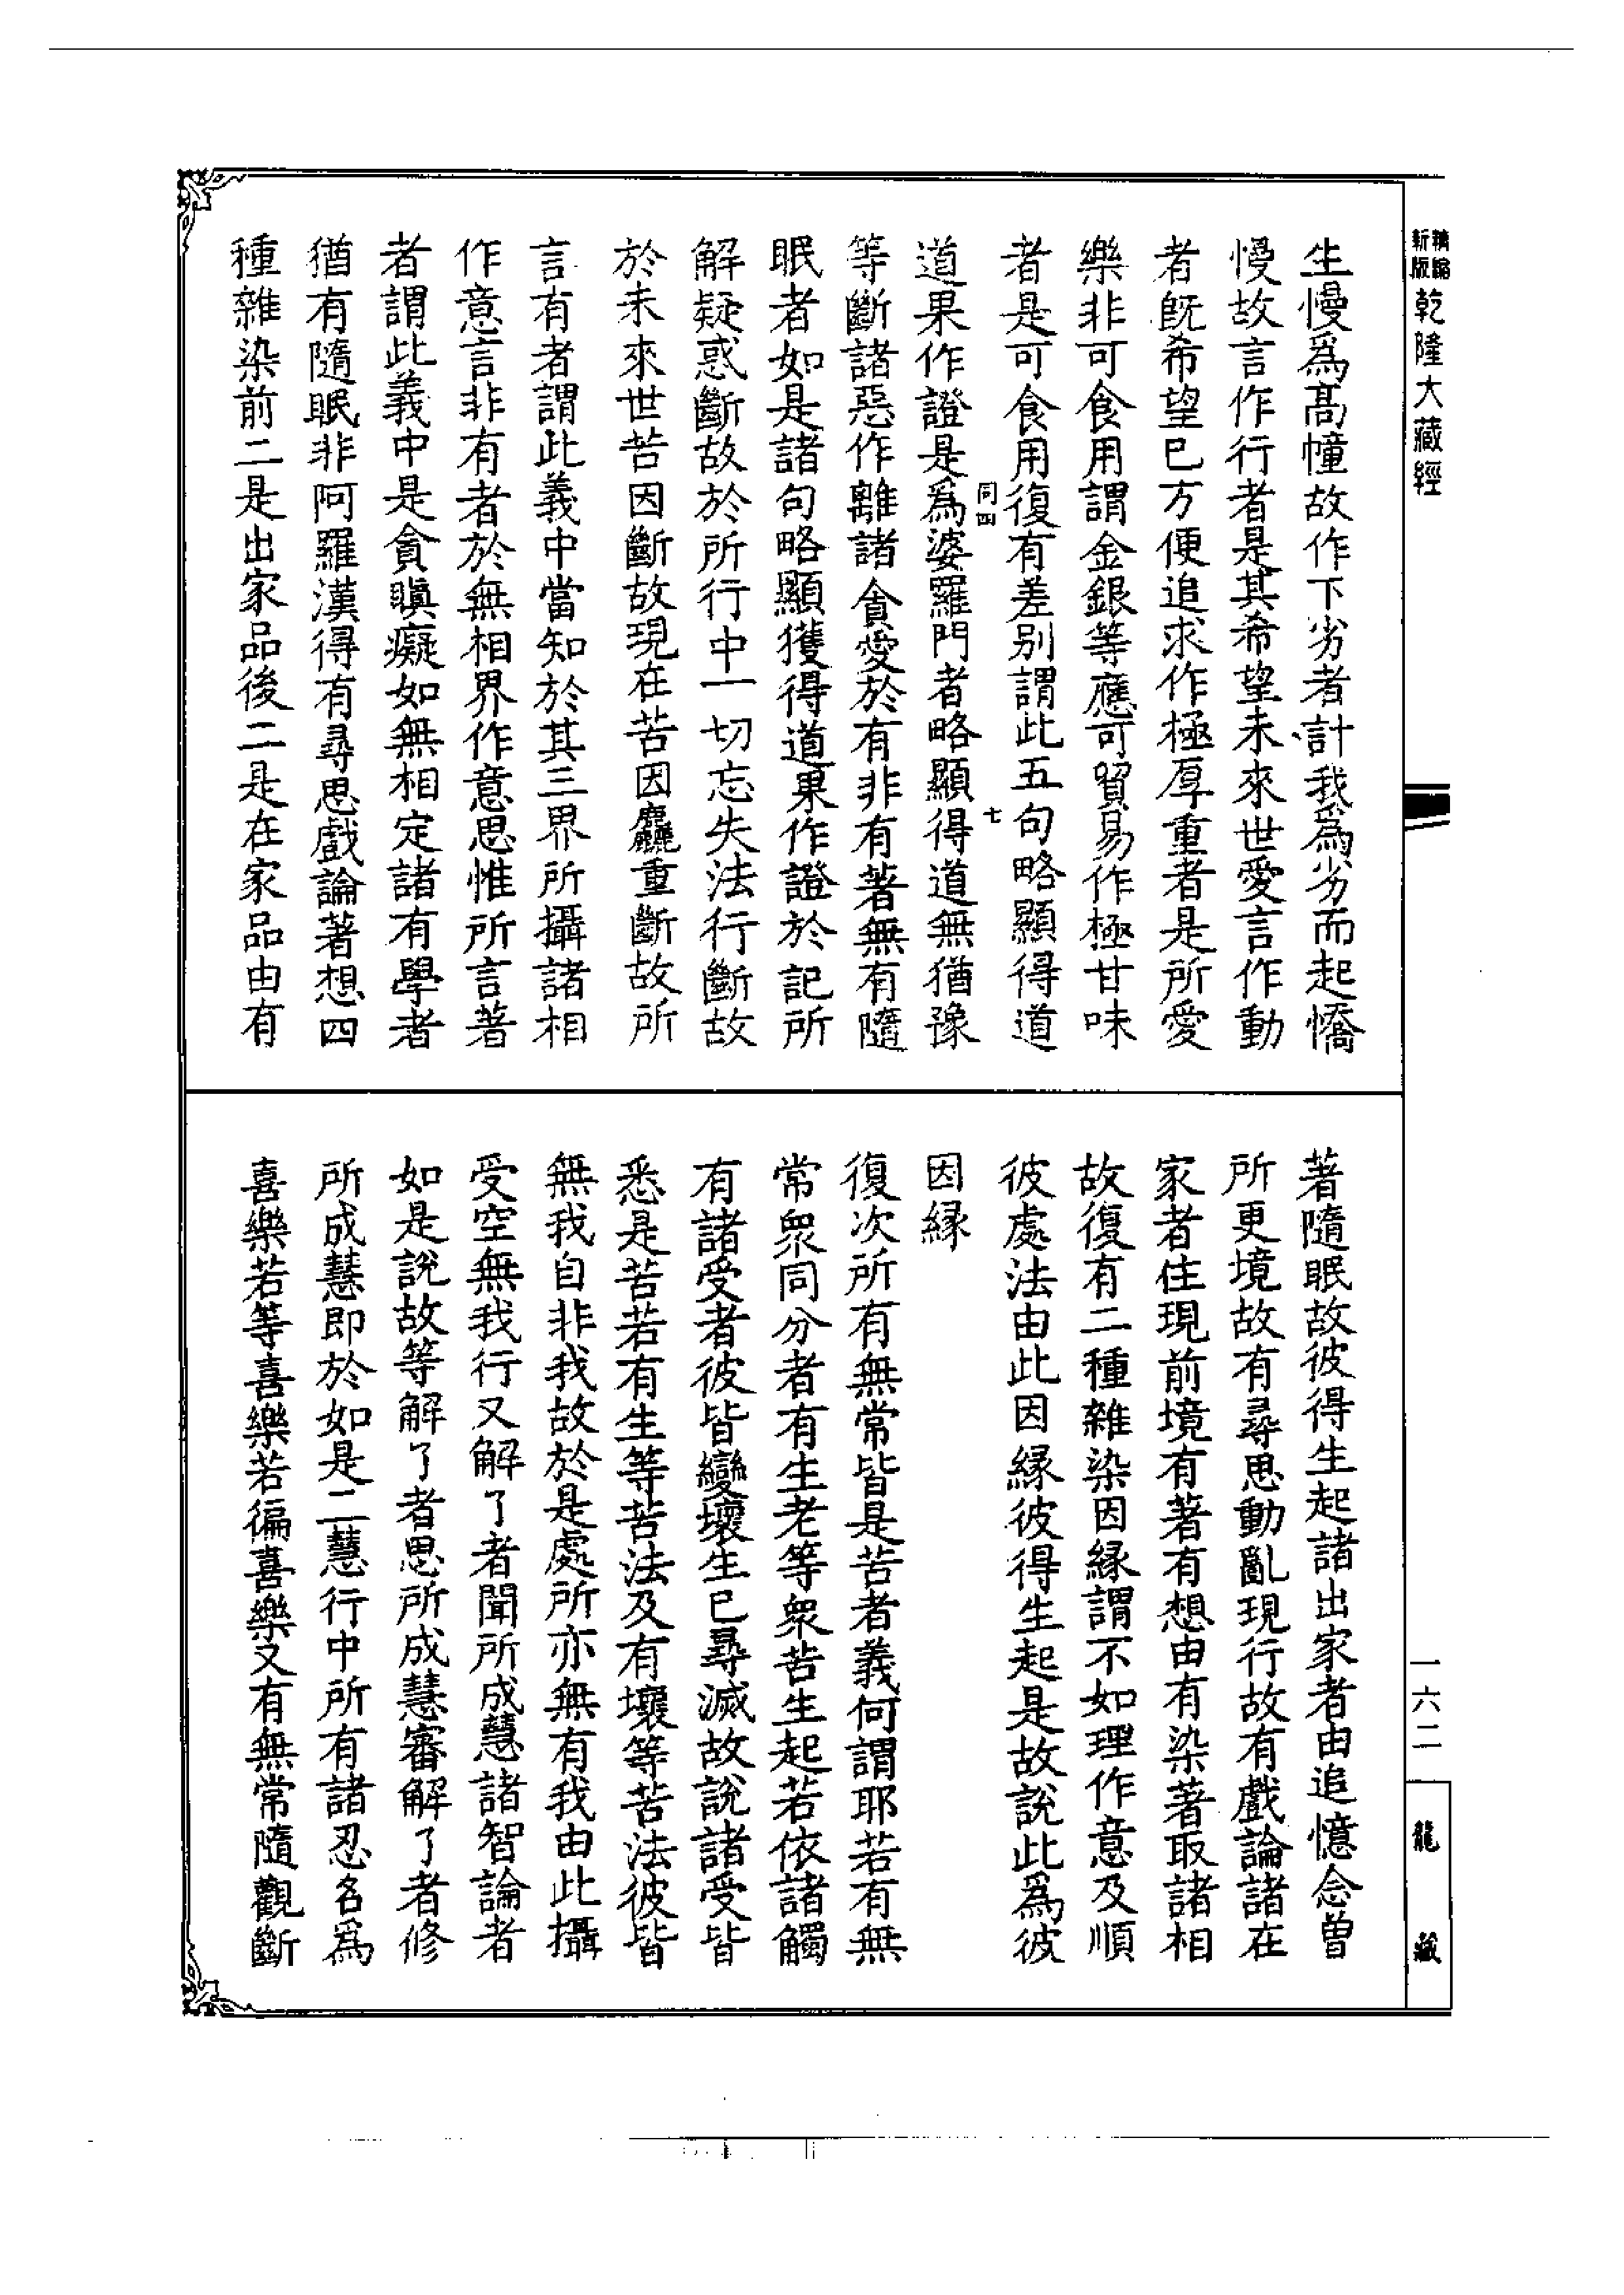 精縮新版
乾隆大藏經
生慢為高幢故作下劣者計我為劣而起憍
慢故言作行者是其希望未來世愛言作動
者既希望已方便追求作極厚重者是所愛
樂非可食用謂金銀等應可貿易作極甘味
者是可食用復有差別謂此五句略顯得道
同四
七
道果作證是為婆羅門者略顯得道無猶豫
等斷諸惡作離諸貪愛於有非有著無有隨
眠者如是諸句略顯獲得道果作證於記所
解疑惑斷故於所行中一切忘失法行斷故
於未來世苦因斷故現在苦因麤重斷故所
言有者謂此義中當知於其三界所攝諸相
作意言非有者於無相界作意思惟所言著
者謂此義中是貪瞋癡如無相定諸有學者
猶有隨眠非阿羅漢得有尋思戲論著想四
種雜染前二是出家品後二是在家品由有
著隨眠故彼得生起諸出家者由追憶念曾
所更境故有尋思動亂現行故有戲論諸在
家者住現前境有著有想由有染著取諸相
故復有二種雜染因緣謂不如理作意及順
彼處法由此因緣彼得生起是故說此為彼
因緣
復次所有無常皆是苦者義何謂耶若有無
常眾同分者有生老等眾苦生起若依諸觸
有諸受者彼皆變壞生已尋滅故說諸受皆
悉是苦若有生等苦法及有壞等苦法彼皆
無我自非我故於是處所亦無有我由此攝
受空無我行又解了者聞所成慧諸智論者
如是說故等解了者思所成慧審解了者修
所成慧即於如是二慧行中所有諸忍名為
喜樂若等喜樂若徧喜樂又有無常隨觀斷
一六二
龍藏